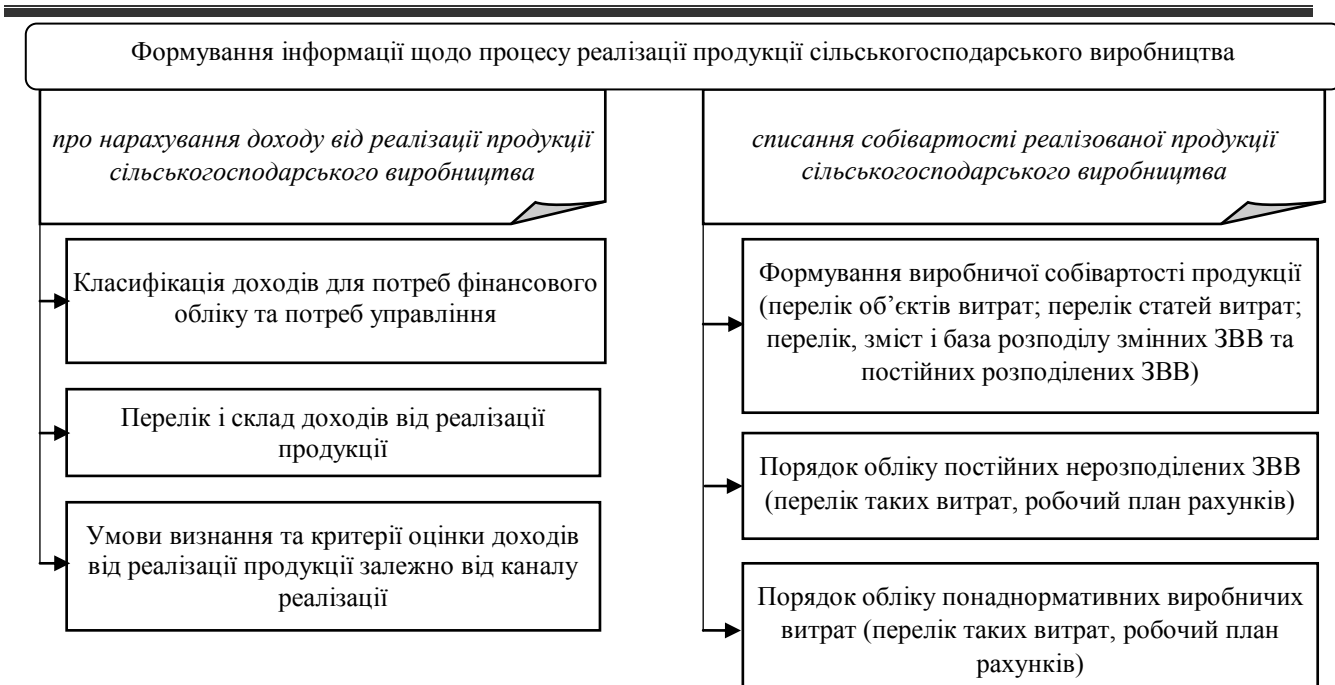 Формування інформації щодо процесу реалізації продукції сільськогосподарського виробництва
про нарахування доходу від реалізації продукції
сільськогосподарського виробництва
Класифікація доходів для потреб фінансового
обліку та потреб управління
Перелік і склад доходів від реалізації
продукції
Умови визнання та критерії оцінки доходів
від реалізації продукції залежно від каналу
реалізації
списання собівартості реалізованої продукції
сільськогосподарського виробництва
Формування виробничої собівартості продукції
(перелік об’єктів витрат; перелік статей витрат;
перелік, зміст і база розподілу змінних ЗВВ та
постійних розподілених ЗВВ)
Порядок обліку постійних нерозподілених ЗВВ
(перелік таких витрат, робочий план рахунків)
Порядок обліку понаднормативних виробничих
витрат (перелік таких витрат, робочий план
рахунків)